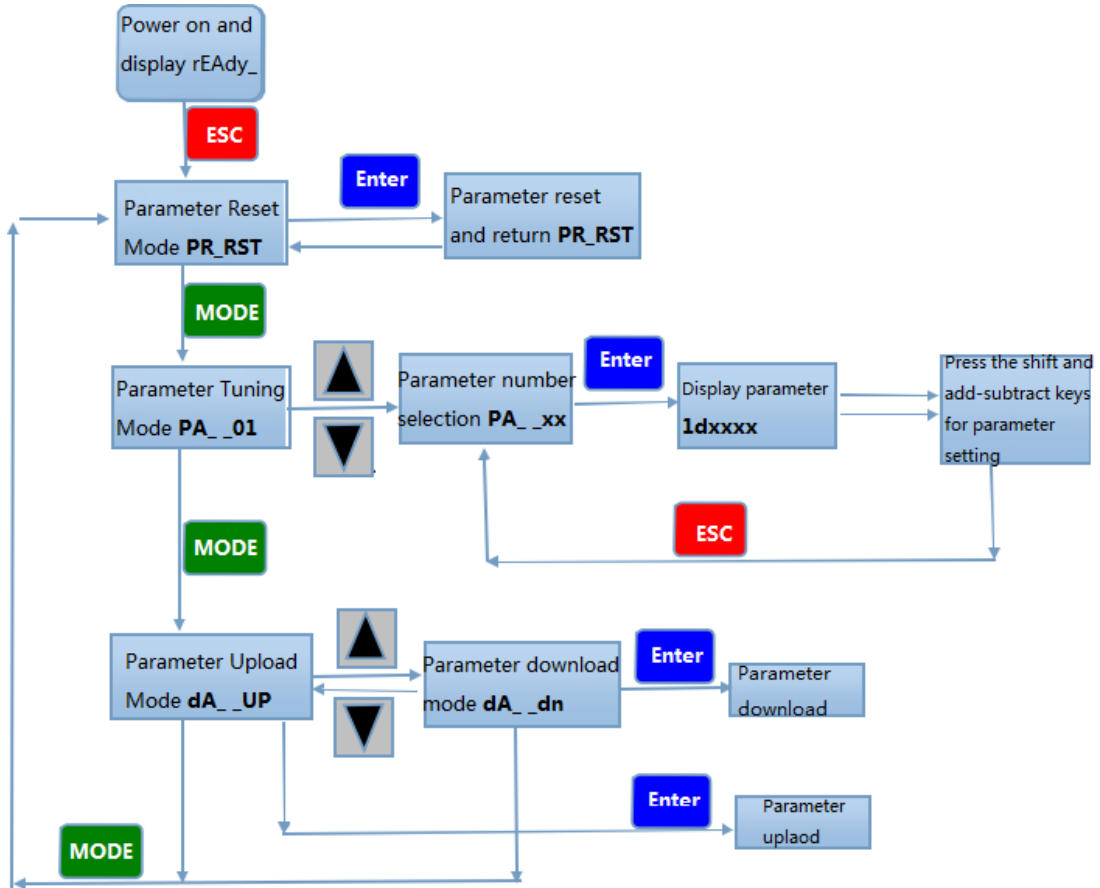 Power on and
display rEAdy_
ESC
Parameter Reset
Mode PR_RST
Enter
Parameter reset
and return PR_RST
MODE
Parameter Tuning
Mode PA_ _01
Parameter number
selection PA_ _xx
Enter
Display parameter
1dxxxx
Press the shift and
add-subtract keys
for parameter
setting
ESC
MODE
Parameter Upload
Mode dA_ _UP
Parameter download
mode dA_ _dn
Enter
Parameter
download
Enter
Parameter
uplaod
MODE